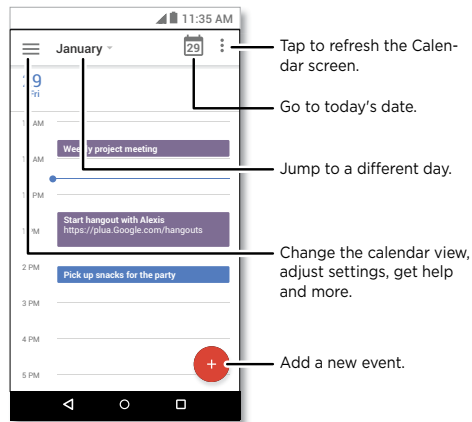 11:35 AM
January
29
Tap to refresh the Calen-
dar screen.
Fri
Go to today's date.
AM
Weekly project meeting
AM
Jump to a different day.
PM
Start hangout with Alexis
https://plua.Google.com/hangouts
PM
Change the calendar view,
adjust settings, get help
and more.
2 PM
Pick up snacks for the party
3 PM
4 PM
Add a new event.
5 PM